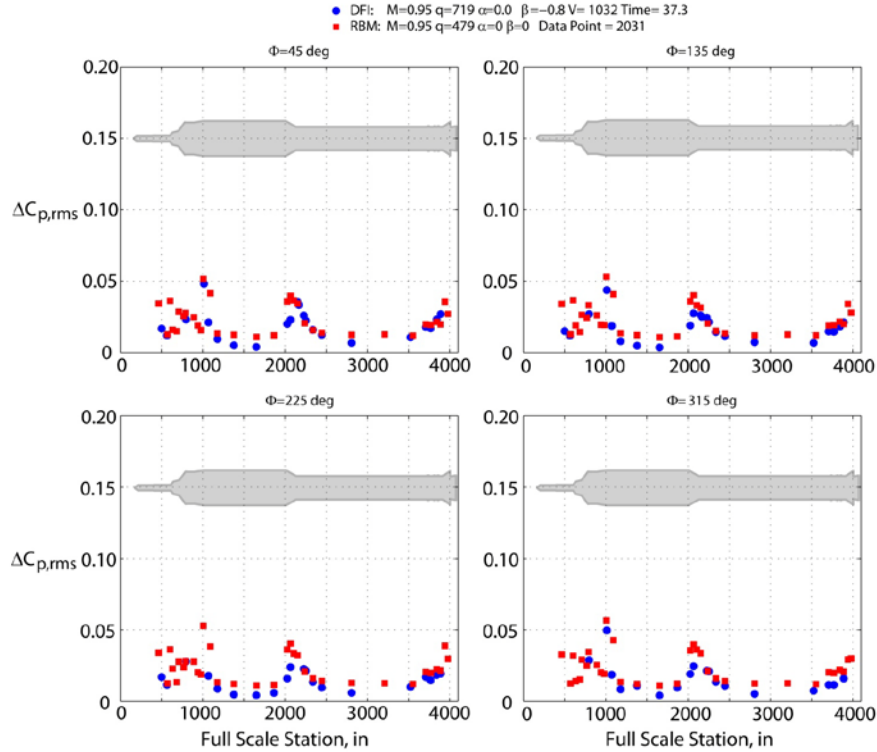 DFI: M=0.95 q=719 α=0.0 β=−0.8 V= 1032 Time= 37.3
RBM: M=0.95 q=479 α=0 β=0 Data Point = 2031
Φ=45 deg
Φ=135 deg
0.20
0.15
0.10
0.05
0
ΔCp,rms
0 1000 2000 3000 4000
0.20
0.15
0.10
0.05
0
0 1000 2000 3000 4000
Φ=225 deg
Φ=315 deg
0.20
0.15
0.10
0.05
0
ΔCp,rms
0 1000 2000 3000 4000
Full Scale Station, in
0.20
0.15
0.10
0.05
0
0 1000 2000 3000 4000
Full Scale Station, in